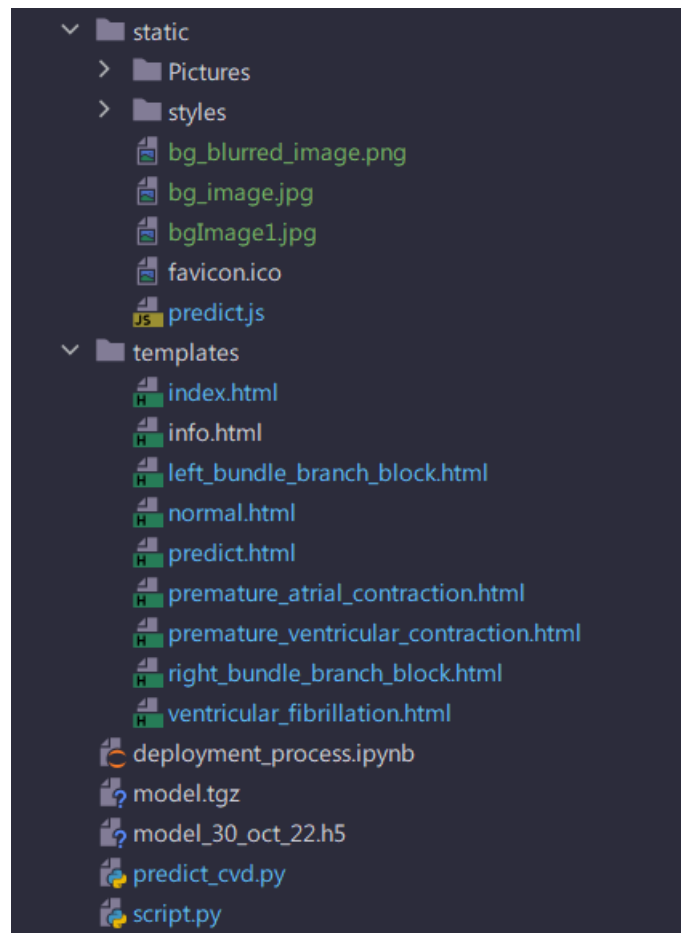 static
Pictures
styles
bg_blurred_image.png
bg_image.jpg
bgImage1.jpg
favicon.ico
JS predict.js
templates
H index.html
H info.html
H left_bundle_branch_block.html
H normal.html
H predict.html
H premature_atrial_contraction.html
H premature_ventricular_contraction.html
H right_bundle_branch_block.html
H ventricular_fibrillation.html
deployment_process.ipynb
? model.tgz
? model_30_oct_22.h5
predict_cvd.py
script.py